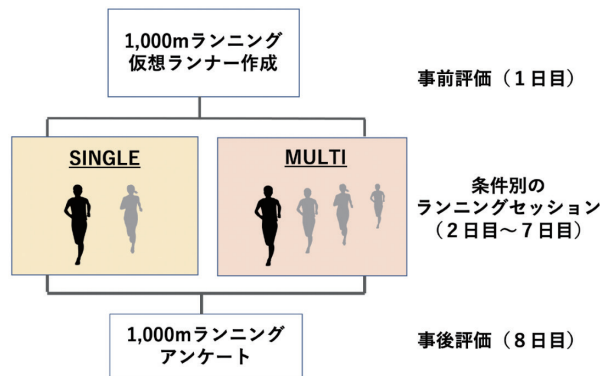 1,000mランニング
仮想ランナー作成
事前評価（１日目）
SINGLE
MULTI
条件別の
ランニングセッション
（２日目～７日目）
1,000mランニング
アンケート
事後評価（８日目）